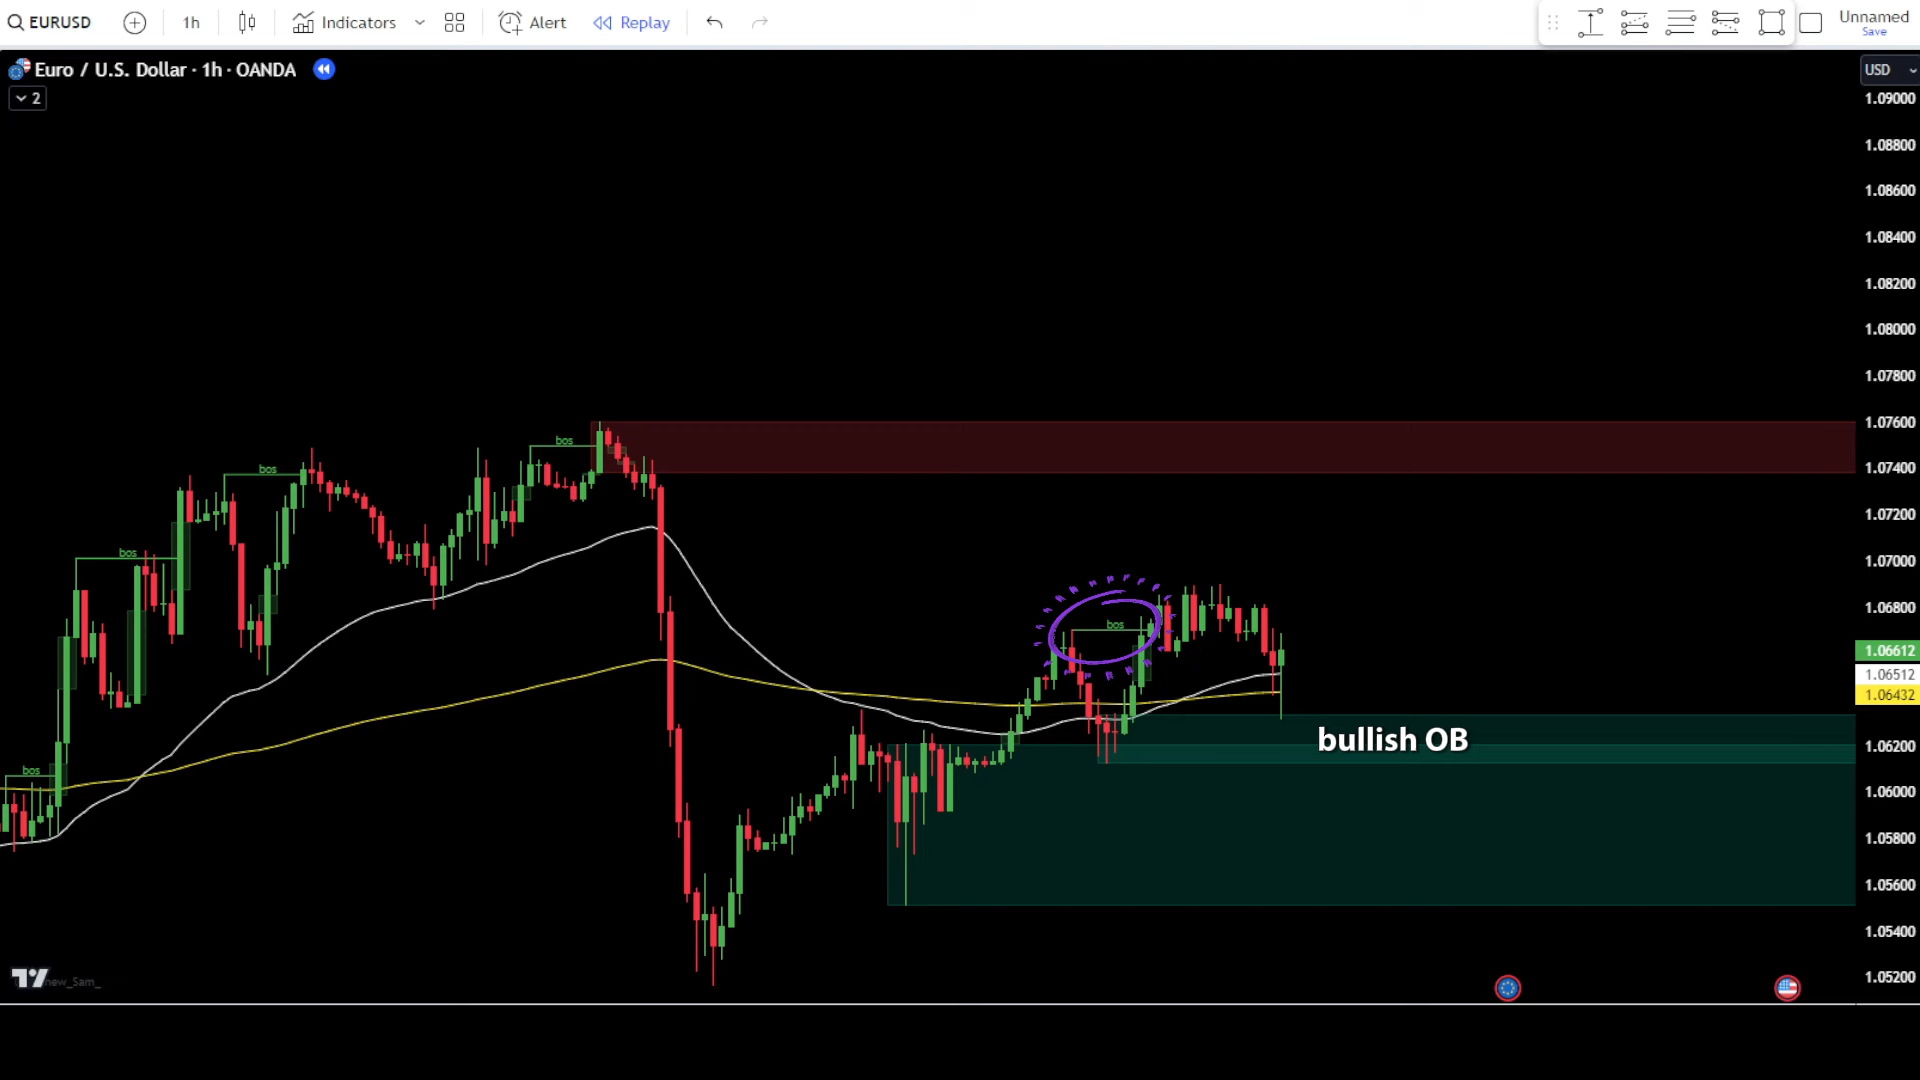 EURUSD 1h Indicators Alert Replay Unnamed
Save
Euro / U.S. Dollar · 1h · OANDA USD
2
1.09000
1.08800
1.08600
1.08400
1.08200
1.08000
1.07800
1.07600
bos
1.07400
bos
1.07200
bos
1.07000
1.06800
bos
1.06612
1.06512
1.06432
bullish OB
1.06200
bos
1.06000
1.05800
1.05600
1.05400
1.05200
new_Sam_